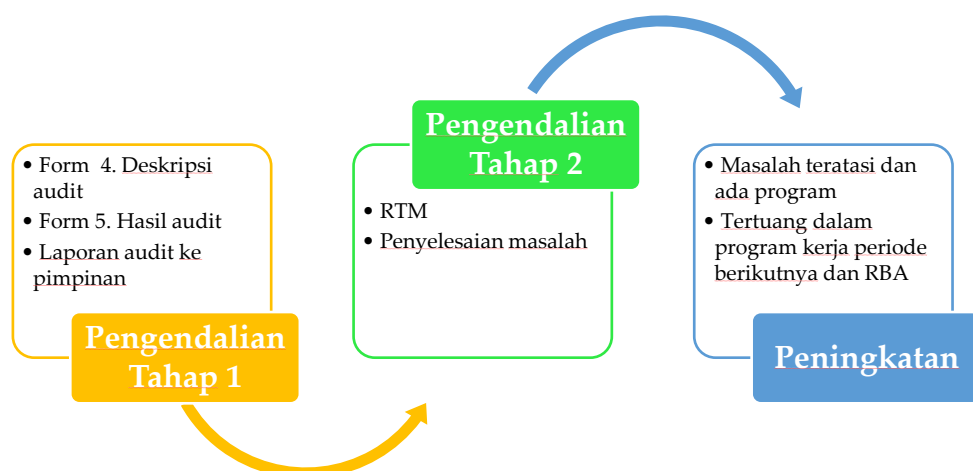 • Form 4. Deskripsi
audit
• Form 5. Hasil audit
• Laporan audit ke
pimpinan
Pengendalian
Tahap 1
Pengendalian
Tahap 2
• RTM
• Penyelesaian masalah
• Masalah teratasi dan
ada program
• Tertuang dalam
program kerja periode
berikutnya dan RBA
Peningkatan